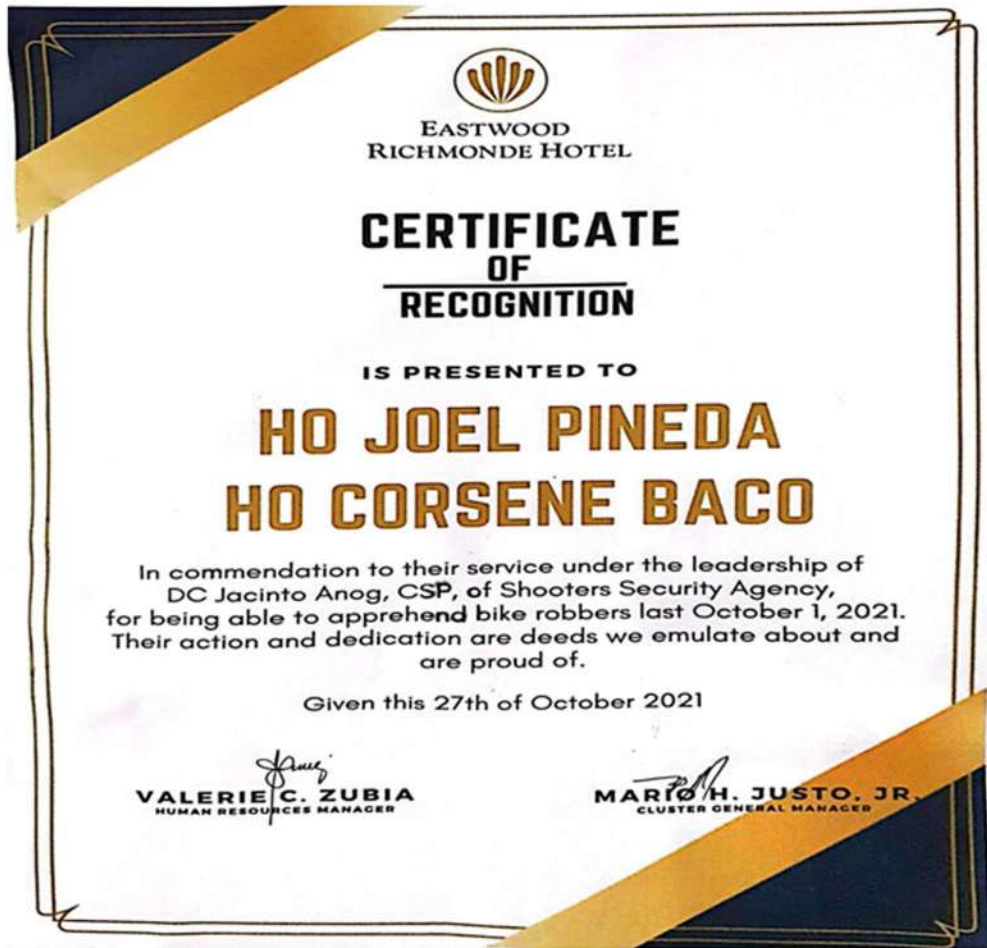 EASTWOOD
RICHMONDE HOTEL
CERTIFICATE
OF
RECOGNITION
IS PRESENTED TO
HO JOEL PINEDA
HO CORSENE BACO
In commendation to their service under the leadership of
DC Jacinto Anog, CSP, of Shooters Security Agency,
for being able to apprehend bike robbers last October 1, 2021.
Their action and dedication are deeds we emulate about and
are proud of.
Given this 27th of October 2021
VALERIE C. ZUBIA
HUMAN RESOURCES MANAGER
MARIO H. JUSTO, JR.
CLUSTER GENERAL MANAGER